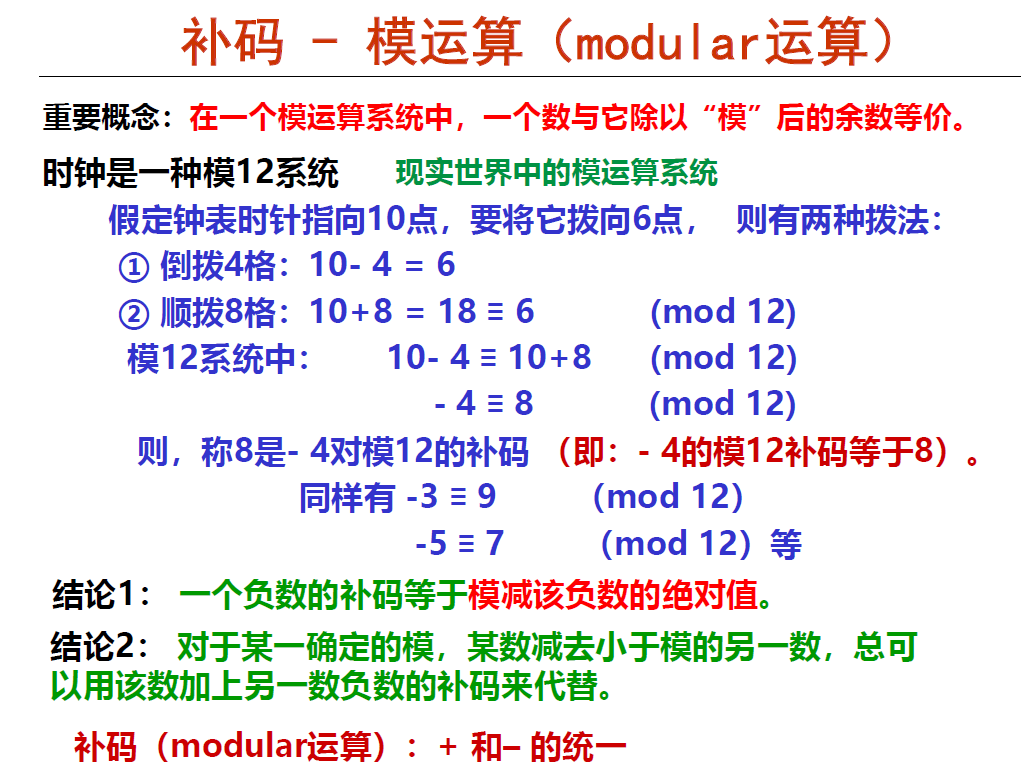 补码 - 模运算（modular运算）
重要概念：在一个模运算系统中，一个数与它除以“模”后的余数等价。
时钟是一种模12系统 现实世界中的模运算系统
假定钟表时针指向10点，要将它拨向6点， 则有两种拨法：
① 倒拨4格：10- 4 = 6
② 顺拨8格：10+8 = 18 ≡ 6 (mod 12)
模12系统中： 10- 4 ≡ 10+8 (mod 12)
- 4 ≡ 8 (mod 12)
则，称8是- 4对模12的补码 （即：- 4的模12补码等于8）。
同样有 -3 ≡ 9 （mod 12）
-5 ≡ 7 （mod 12）等
结论1： 一个负数的补码等于模减该负数的绝对值。
结论2： 对于某一确定的模，某数减去小于模的另一数，总可
以用该数加上另一数负数的补码来代替。
补码（modular运算）：+ 和– 的统一